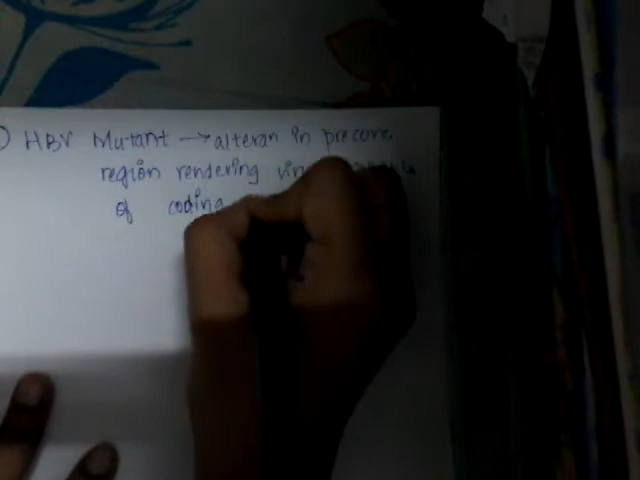 ) HBV Mutant → alteran in precore
region rendering
of coding